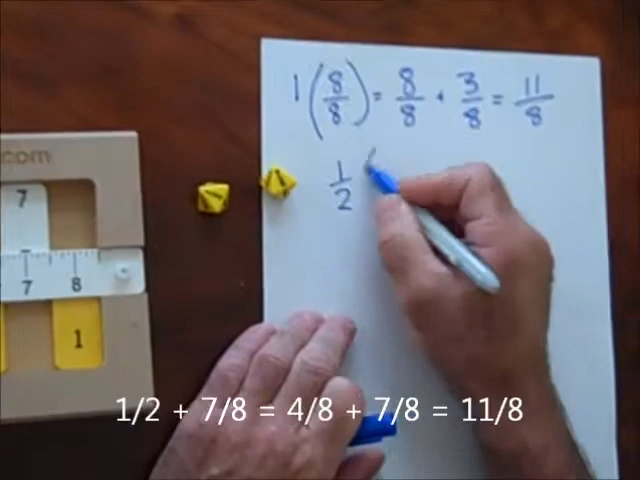 1 (8/8) = 8/8 + 3/8 = 11/8
.com
7
1/2
7 8
1
1/2 + 7/8 = 4/8 + 7/8 = 11/8